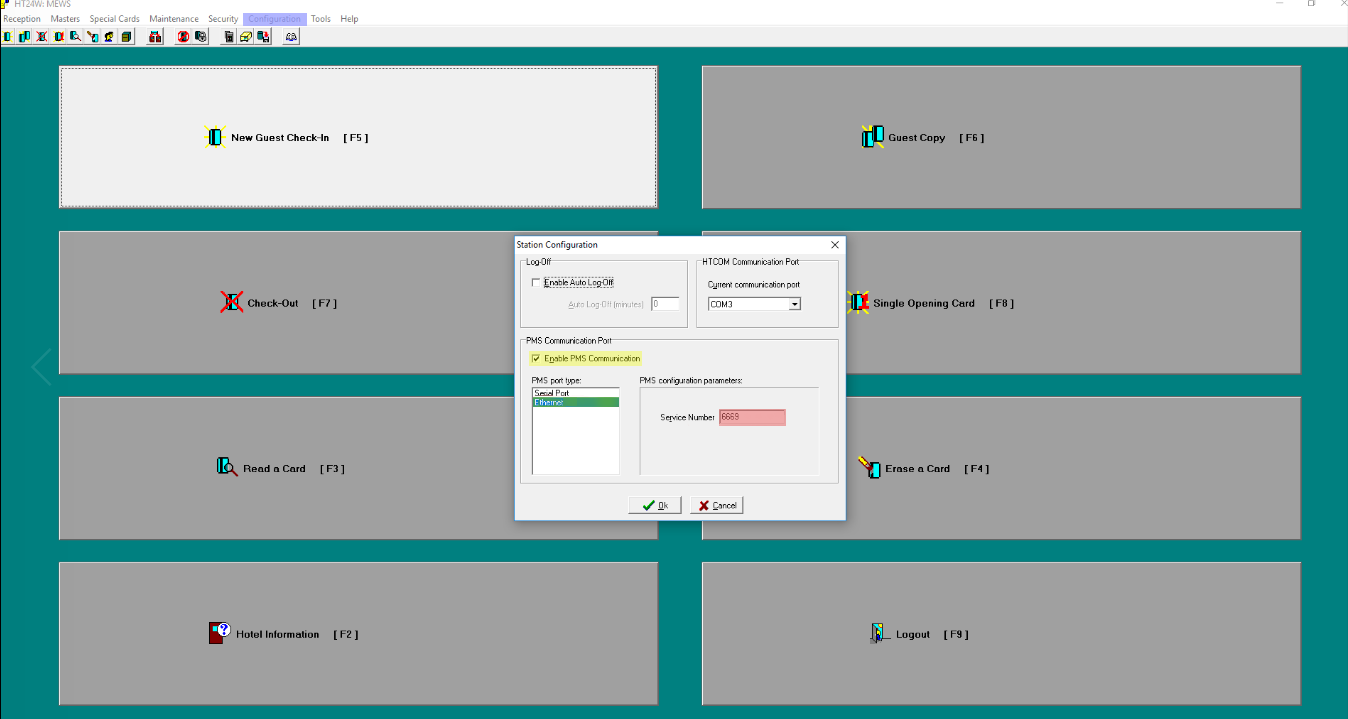 HT24W: MEWS
Reception Masters Special Cards Maintenance Security Configuration Tools Help
New Guest Check-In [ F5 ]
Guest Copy [ F6 ]
Check-Out [ F7 ]
Single Opening Card [ F8 ]
Read a Card [ F3 ]
Erase a Card [ F4 ]
Hotel Information [ F2 ]
Logout [ F9 ]
Station Configuration
Log-Off
Enable Auto Log-Off
Auto Log-Off (minutes) 0
HTCOM Communication Port
Current communication port
COM3
PMS Communication Port
Enable PMS Communication
PMS port type:
Serial Port
Ethernet
PMS configuration parameters:
Service Number 6669
Ok Cancel